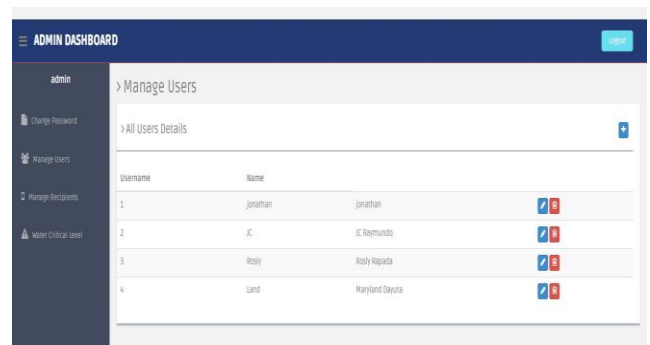 ADMIN DASHBOARD
Logout
admin
Change Password
Manage Users
Manage Recipients
Water Critical Level
› Manage Users
› All Users Details
Username Name
1 jonathan jonathan
2 JC JC Raymundo
3 Rosly Rosly Rapada
4 Land Maryland Dayuta